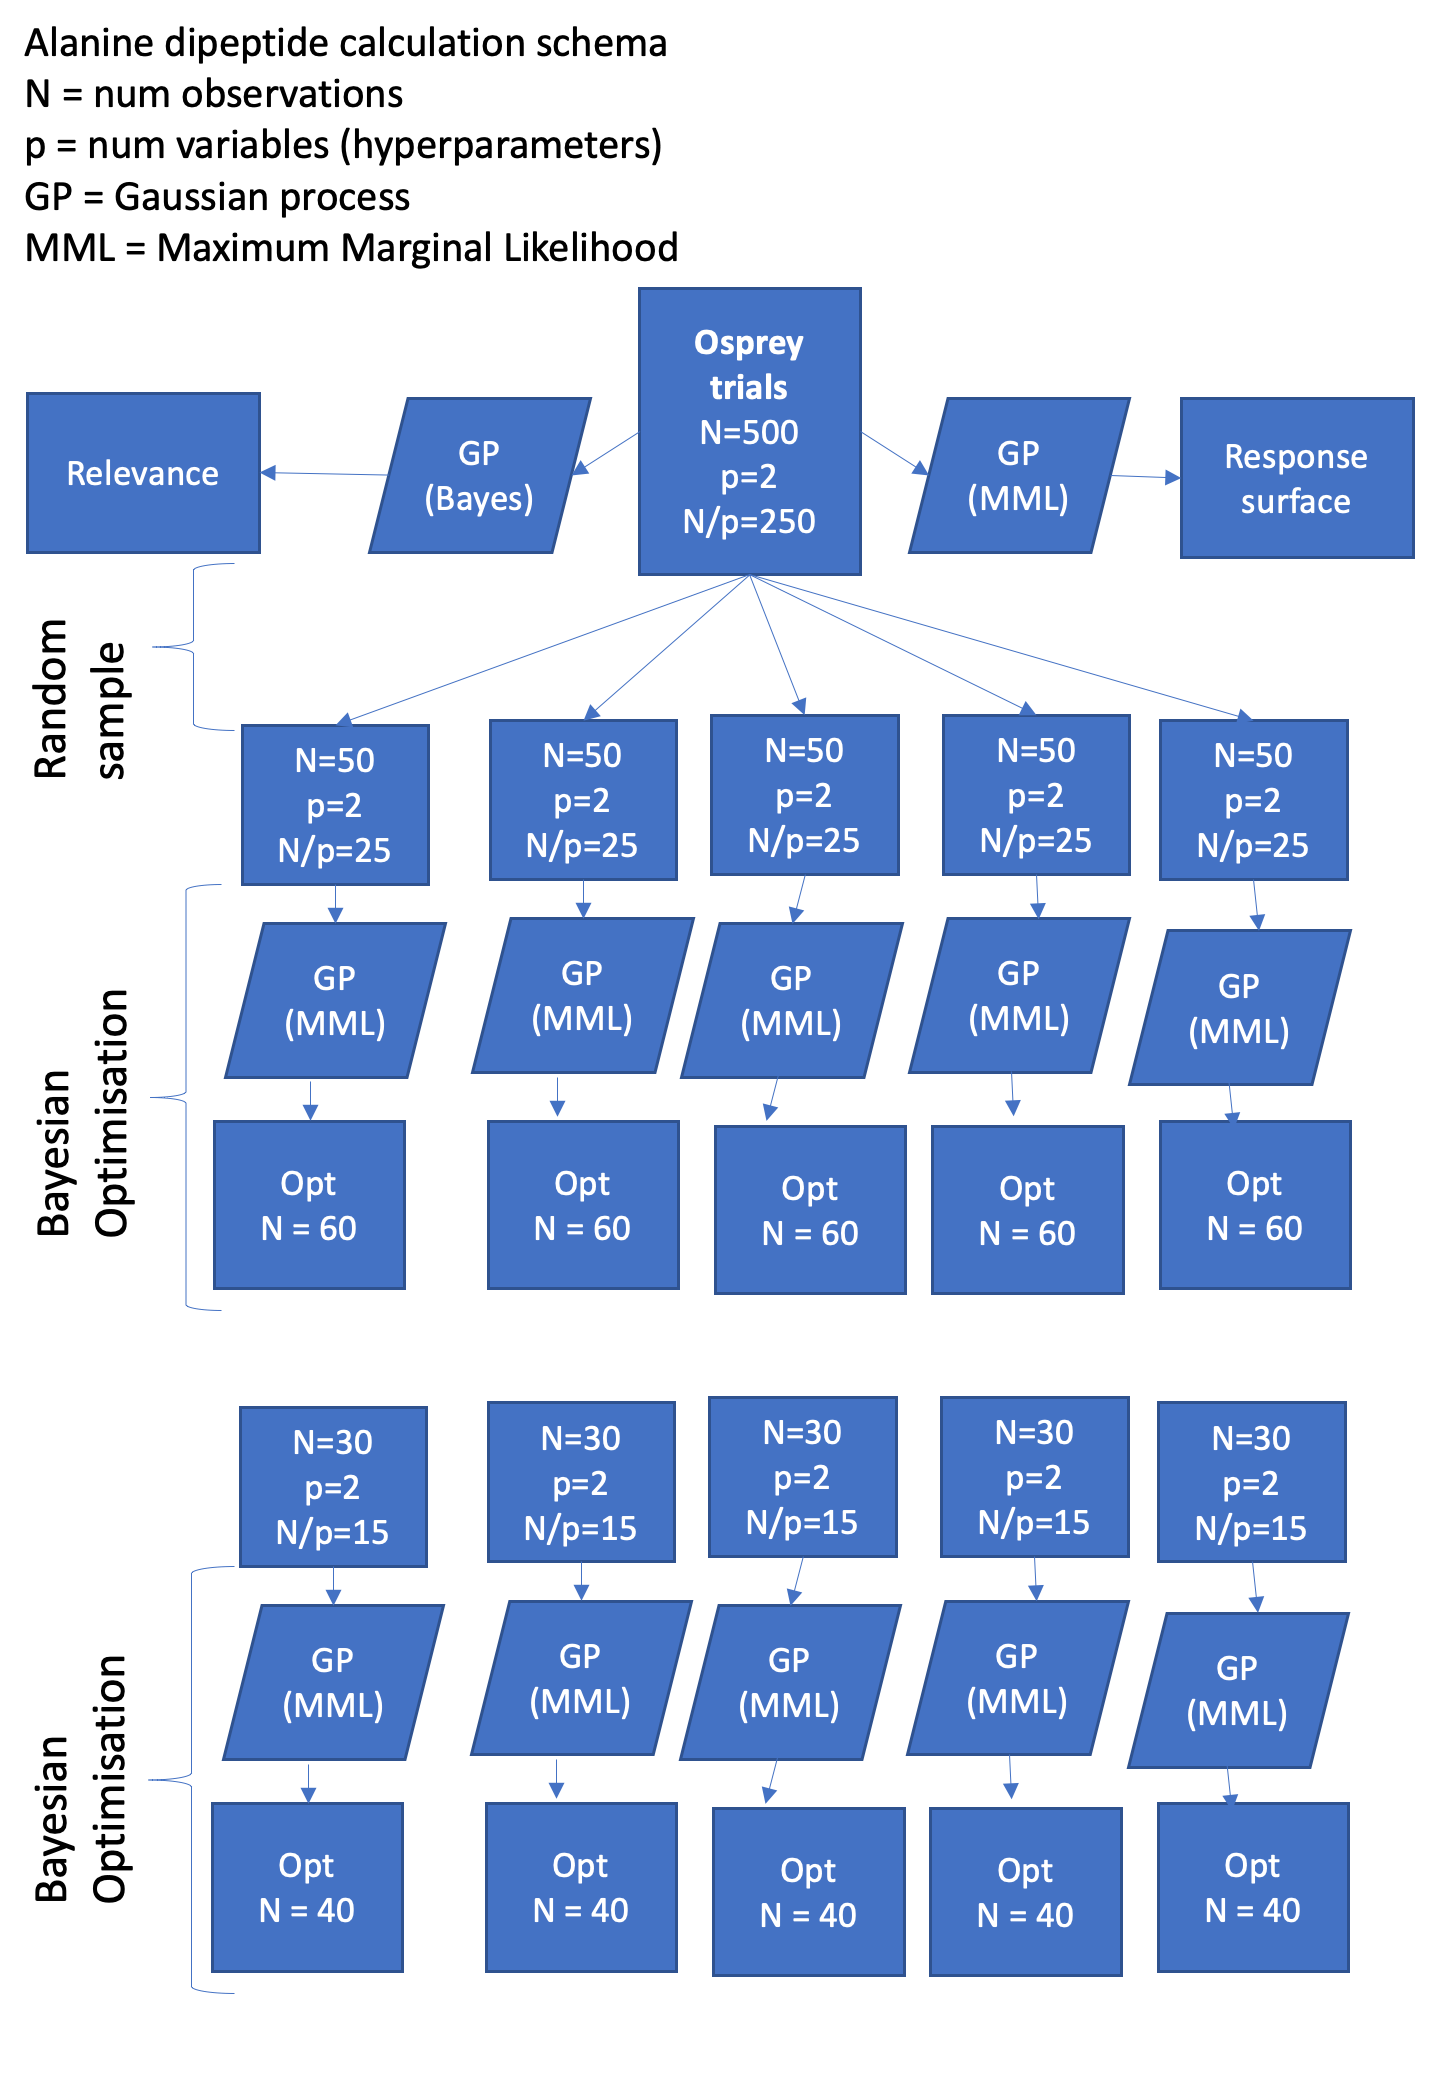 Alanine dipeptide calculation schema
N = num observations
p = num variables (hyperparameters)
GP = Gaussian process
MML = Maximum Marginal Likelihood
Osprey
trials
N=500
p=2
N/p=250
Relevance
GP
(Bayes)
GP
(MML)
Response
surface
Random
sample
N=50
p=2
N/p=25
N=50
p=2
N/p=25
N=50
p=2
N/p=25
N=50
p=2
N/p=25
N=50
p=2
N/p=25
Bayesian
Optimisation
GP
(MML)
GP
(MML)
GP
(MML)
GP
(MML)
GP
(MML)
Opt
N = 60
Opt
N = 60
Opt
N = 60
Opt
N = 60
Opt
N = 60
N=30
p=2
N/p=15
N=30
p=2
N/p=15
N=30
p=2
N/p=15
N=30
p=2
N/p=15
N=30
p=2
N/p=15
Bayesian
Optimisation
GP
(MML)
GP
(MML)
GP
(MML)
GP
(MML)
GP
(MML)
Opt
N = 40
Opt
N = 40
Opt
N = 40
Opt
N = 40
Opt
N = 40